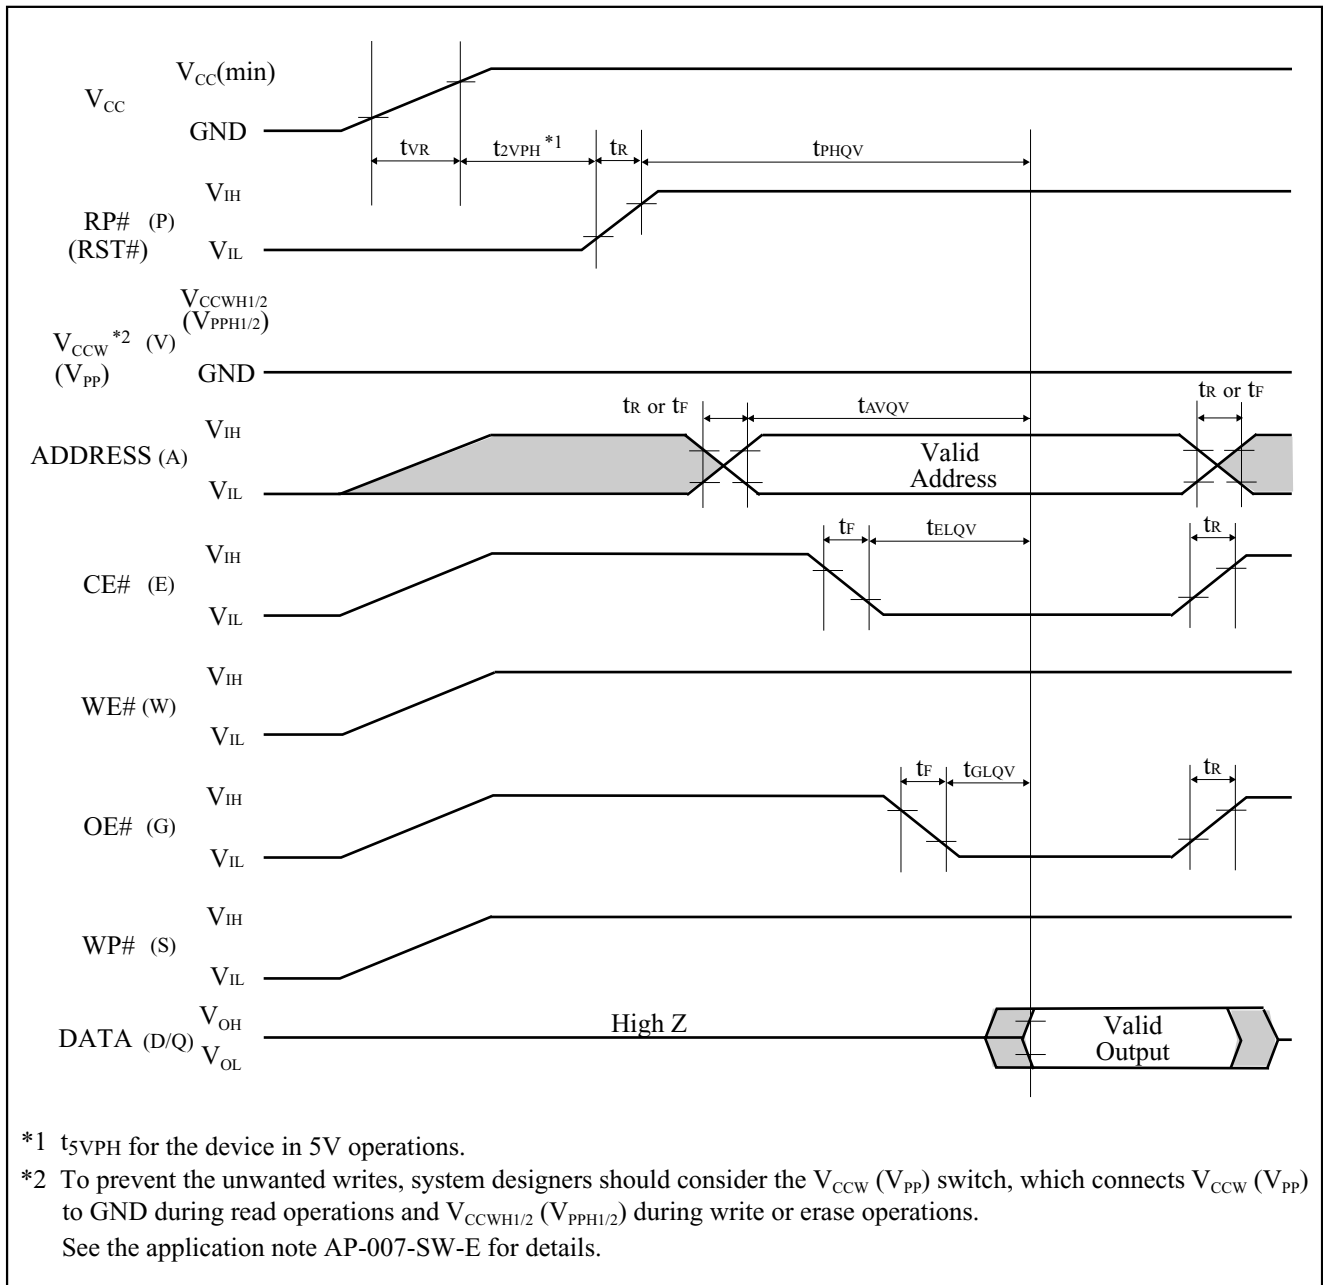 VCC(min)
VCC
GND
tVR
t2VPH *1
tR
tPHQV
VIH
RP# (P)
(RST#)
VIL
VCCWH1/2
(VPPH1/2)
VCCW *2 (V)
(VPP)
GND
tR or tF
tAVQV
tR or tF
VIH
ADDRESS (A)
Valid
Address
VIL
tF
tELQV
tR
VIH
CE# (E)
VIL
VIH
WE# (W)
VIL
tF
tGLQV
tR
VIH
OE# (G)
VIL
VIH
WP# (S)
VIL
VOH
DATA (D/Q)
VOL
High Z
Valid
Output
*1 t5VPH for the device in 5V operations.
*2 To prevent the unwanted writes, system designers should consider the VCCW (VPP) switch, which connects VCCW (VPP)
to GND during read operations and VCCWH1/2 (VPPH1/2) during write or erase operations.
See the application note AP-007-SW-E for details.